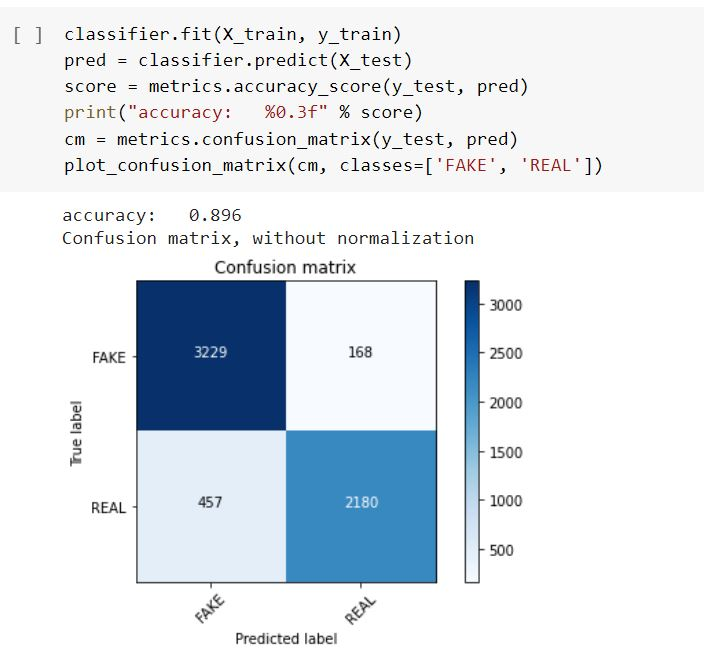 [ ] classifier.fit(X_train, y_train)
pred = classifier.predict(X_test)
score = metrics.accuracy_score(y_test, pred)
print("accuracy:   %0.3f" % score)
cm = metrics.confusion_matrix(y_test, pred)
plot_confusion_matrix(cm, classes=['FAKE', 'REAL'])
accuracy:   0.896
Confusion matrix, without normalization
Confusion matrix
FAKE 3229 168
REAL 457 2180
True label
FAKE REAL
Predicted label
3000
2500
2000
1500
1000
500